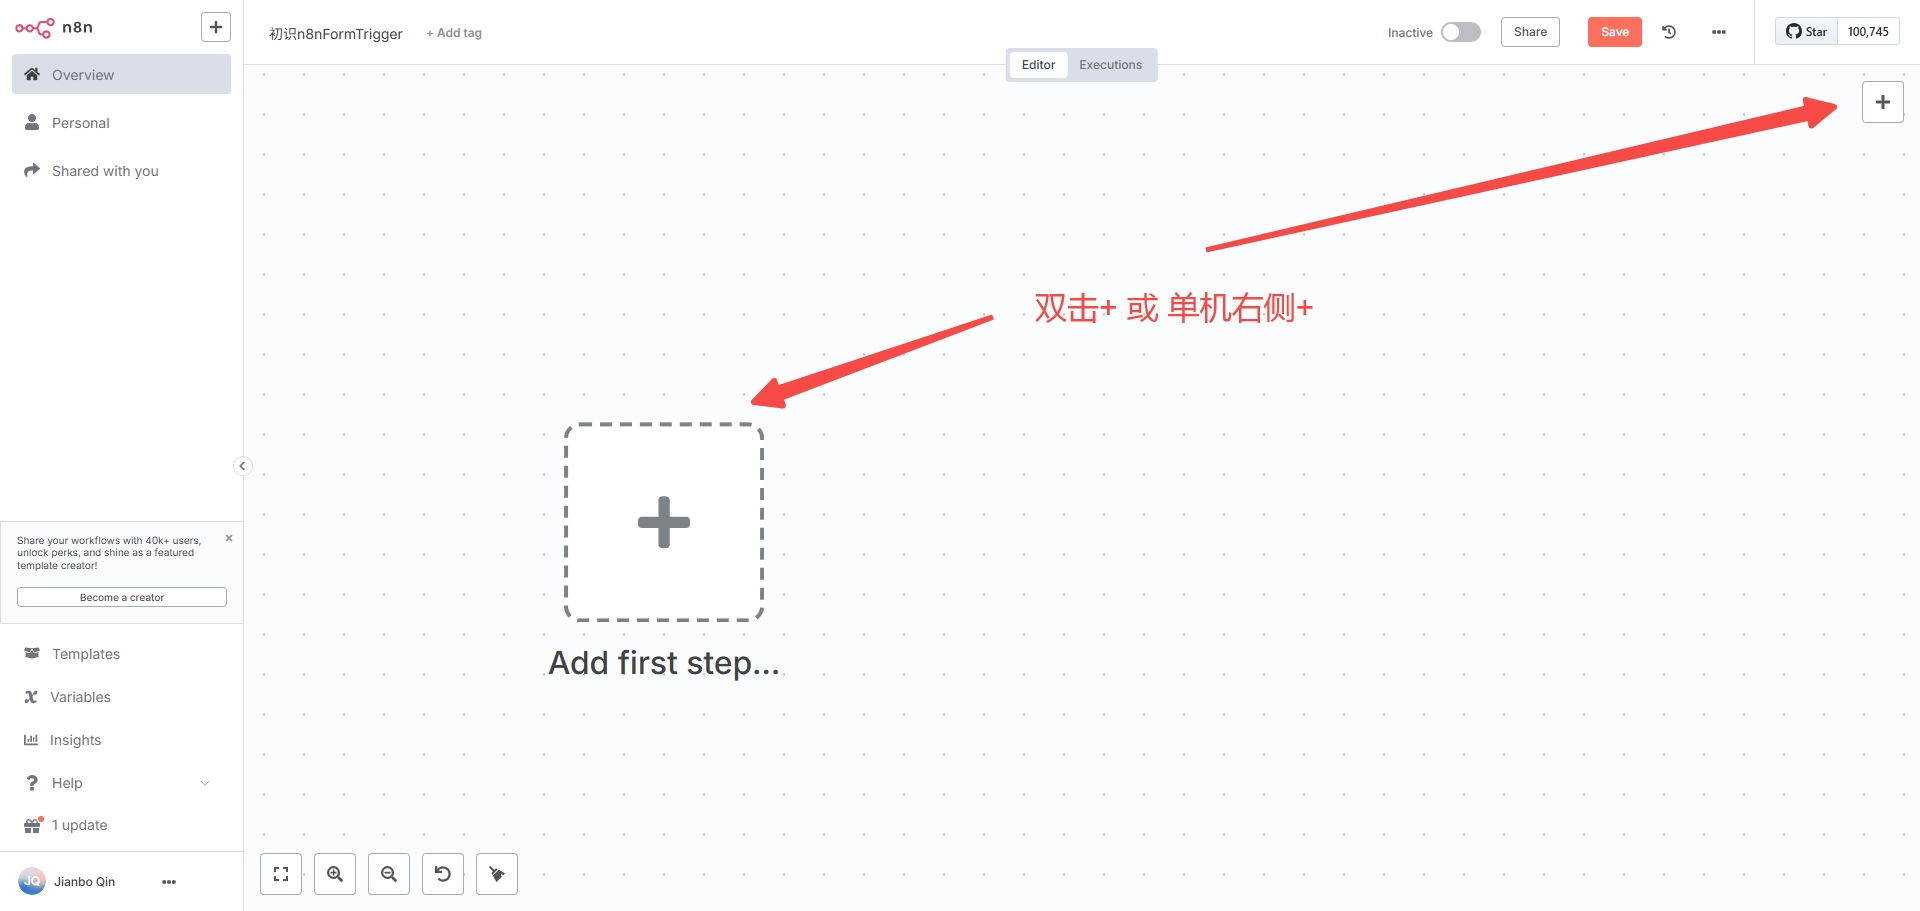 n8n
初识n8nFormTrigger
+ Add tag
Inactive
Share
Save
Star
100,745
Editor
Executions
Overview
Personal
Shared with you
双击+ 或 单机右侧+
Add first step...
Share your workflows with 40k+ users,
unlock perks, and shine as a featured
template creator!
Become a creator
Templates
Variables
Insights
Help
1 update
JQ
Jianbo Qin